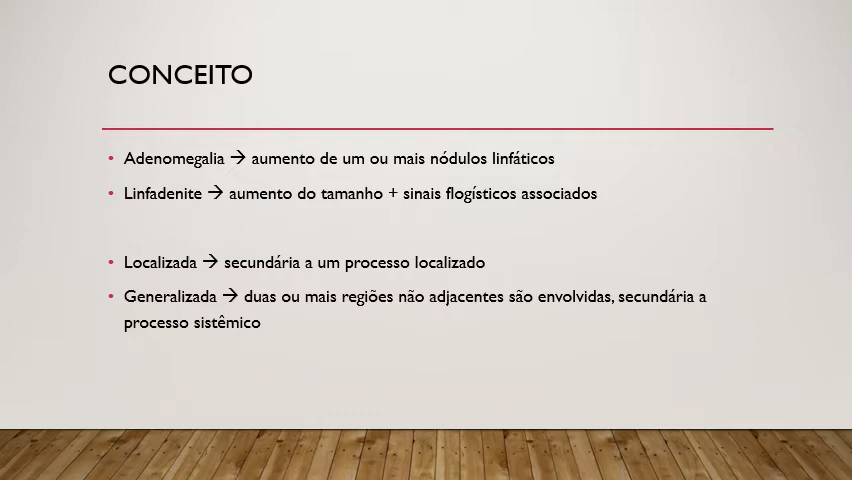 CONCEITO
• Adenomegalia → aumento de um ou mais nódulos linfáticos
• Linfadenite → aumento do tamanho + sinais flogísticos associados
• Localizada → secundária a um processo localizado
• Generalizada → duas ou mais regiões não adjacentes são envolvidas, secundária a
processo sistêmico